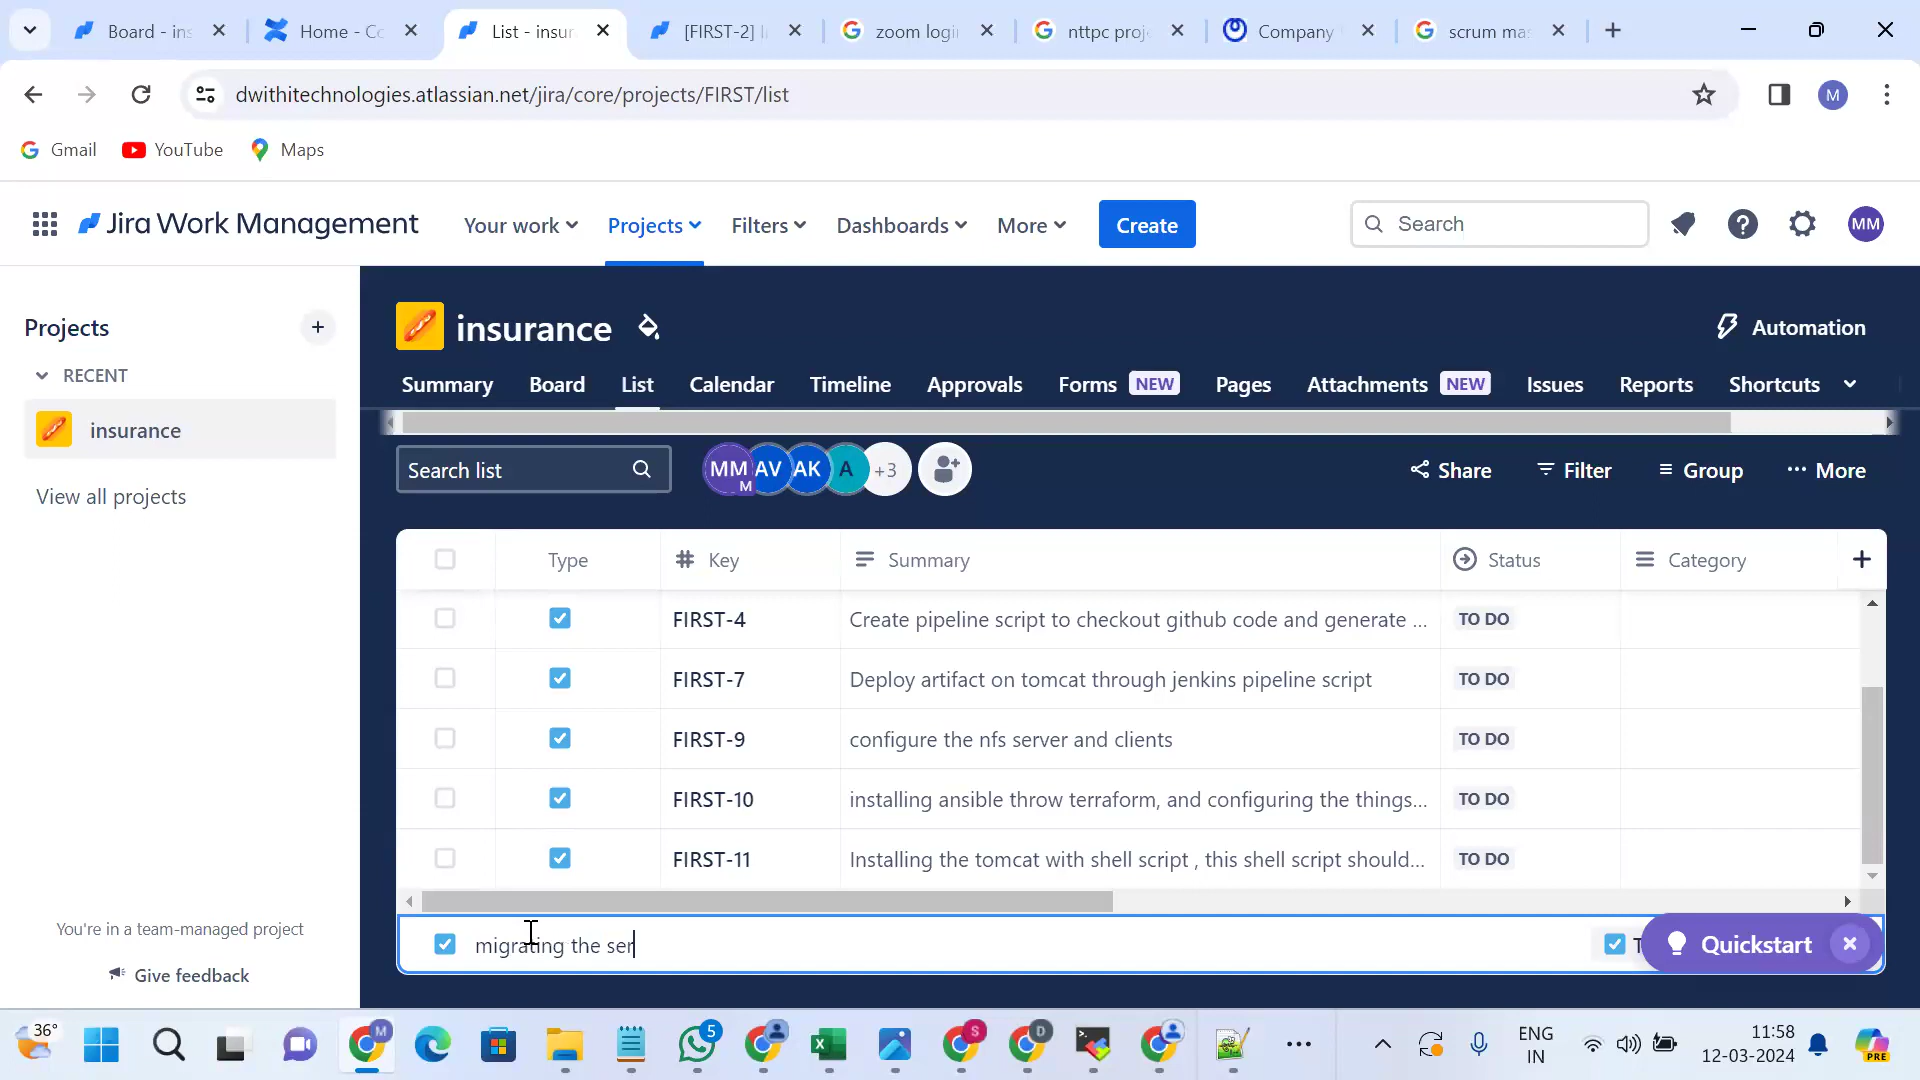 Board - ins
Home - Co
List - insur
[FIRST-2]
zoom logi
nttpc proj
Company
scrum mas
dwithitechnologies.atlassian.net/jira/core/projects/FIRST/list
M
Gmail
YouTube
Maps
Jira Work Management
Your work
Projects
Filters
Dashboards
More
Create
Search
MM
Projects
RECENT
insurance
View all projects
You're in a team-managed project
Give feedback
insurance
Automation
Summary
Board
List
Calendar
Timeline
Approvals
Forms NEW
Pages
Attachments NEW
Issues
Reports
Shortcuts
Search list
MM
M
AV
AK
A
+3
Share
Filter
Group
More
Type
Key
Summary
Status
Category
FIRST-4 Create pipeline script to checkout github code and generate ... TO DO
FIRST-7 Deploy artifact on tomcat through jenkins pipeline script TO DO
FIRST-9 configure the nfs server and clients TO DO
FIRST-10 installing ansible throw terraform, and configuring the things... TO DO
FIRST-11 Installing the tomcat with shell script , this shell script should... TO DO
migrating the ser
T
Quickstart
36°
M
5
S
D
ENG
IN
11:58
12-03-2024
PRE